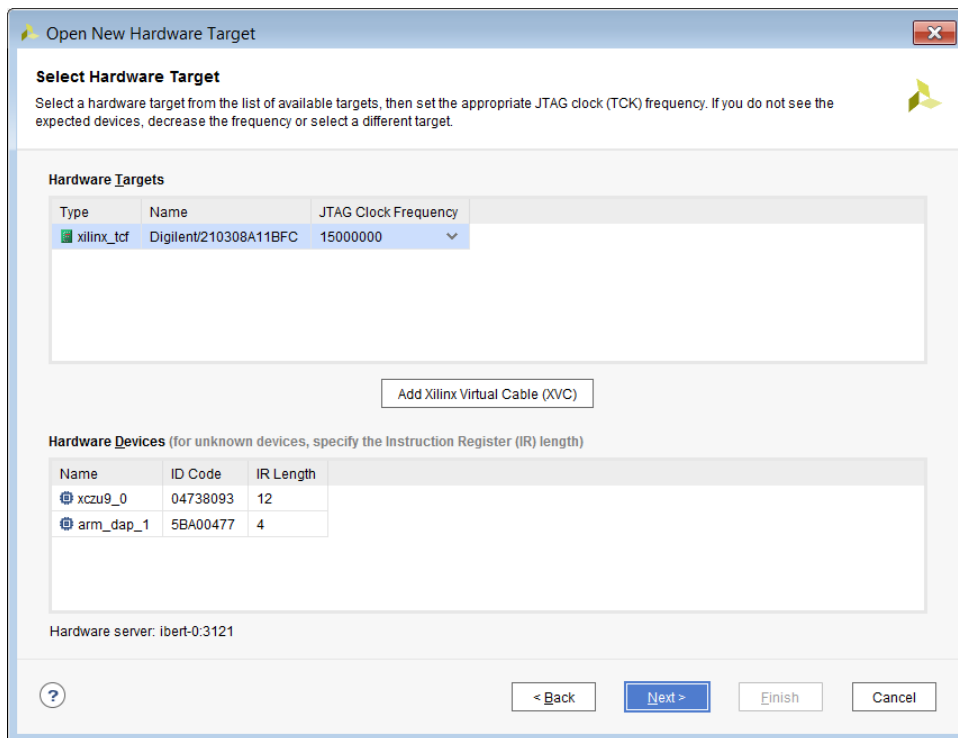 Open New Hardware Target
Select Hardware Target
Select a hardware target from the list of available targets, then set the appropriate JTAG clock (TCK) frequency. If you do not see the
expected devices, decrease the frequency or select a different target.
Hardware Targets
Type Name JTAG Clock Frequency
xilinx_tcf Digilent/210308A11BFC 15000000
Add Xilinx Virtual Cable (XVC)
Hardware Devices (for unknown devices, specify the Instruction Register (IR) length)
Name ID Code IR Length
xczu9_0 04738093 12
arm_dap_1 5BA00477 4
Hardware server: ibert-0:3121
? < Back Next > Finish Cancel